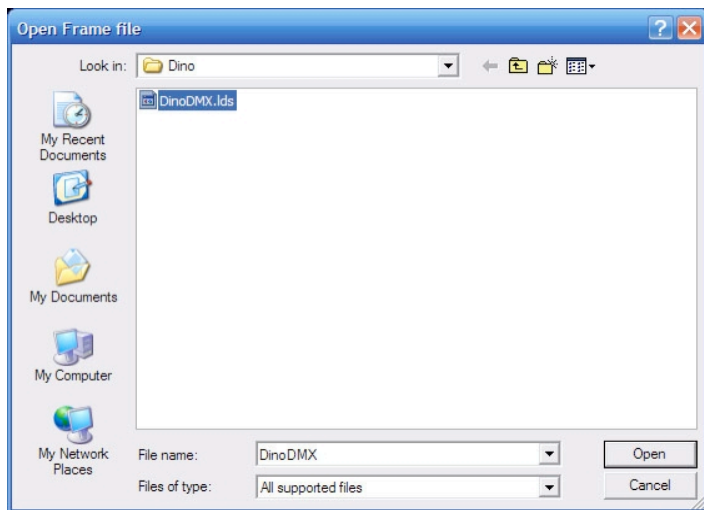 Open Frame file
Look in:
Dino
DinoDMX.lds
My Recent
Documents
Desktop
My Documents
My Computer
My Network
Places
File name:
DinoDMX
Open
Files of type:
All supported files
Cancel